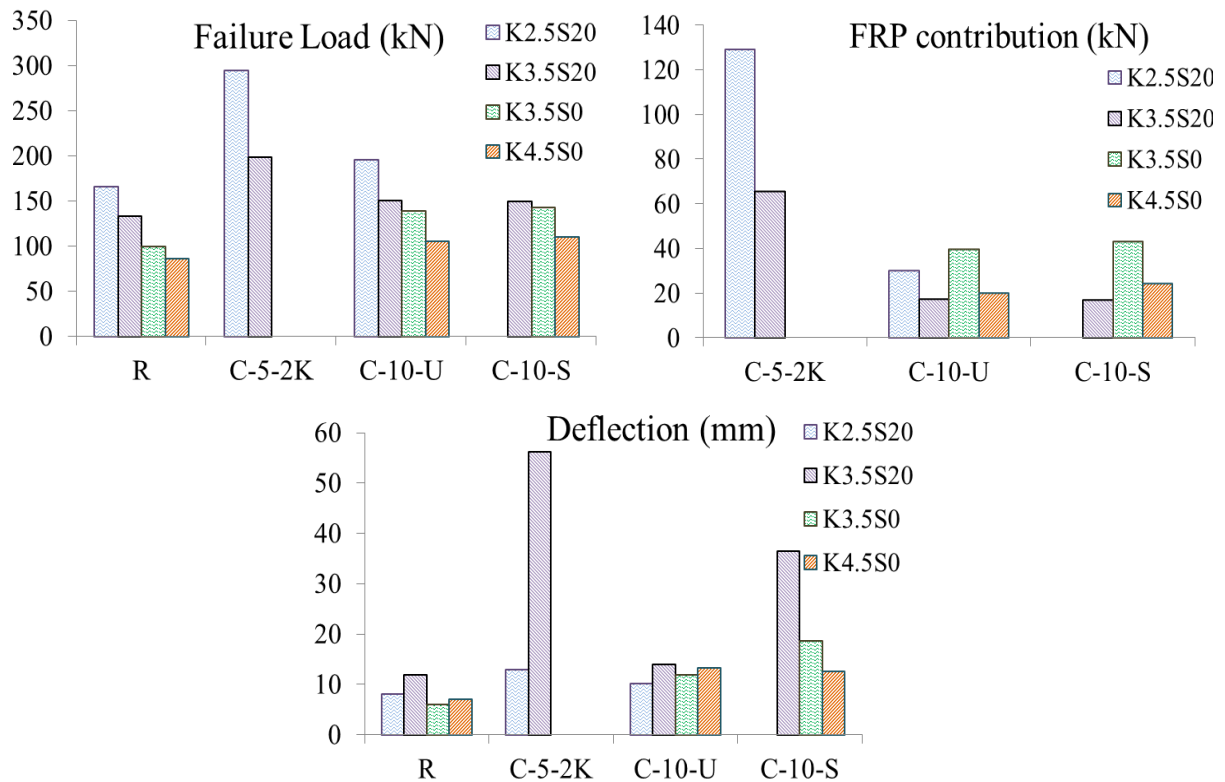 Failure Load (kN)
350
300
250
200
150
100
50
0
K2.5S20
K3.5S20
K3.5S0
K4.5S0
R C-5-2K C-10-U C-10-S
FRP contribution (kN)
140
120
100
80
60
40
20
0
K2.5S20
K3.5S20
K3.5S0
K4.5S0
C-5-2K C-10-U C-10-S
Deflection (mm)
60
50
40
30
20
10
0
K2.5S20
K3.5S20
K3.5S0
K4.5S0
R C-5-2K C-10-U C-10-S